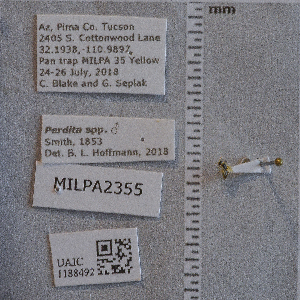 mm
Az, Pima Co. Tucson
2405 S. Cottonwood Lane
32.1938, -110.9897,
Pan trap MILPA 35 Yellow
24-26 July, 2018
C. Blake and G. Seplak
Perdita spp. ♂
Smith, 1853
Det. B. L. Hoffmann, 2018
MILPA2355
UAIC
1188492